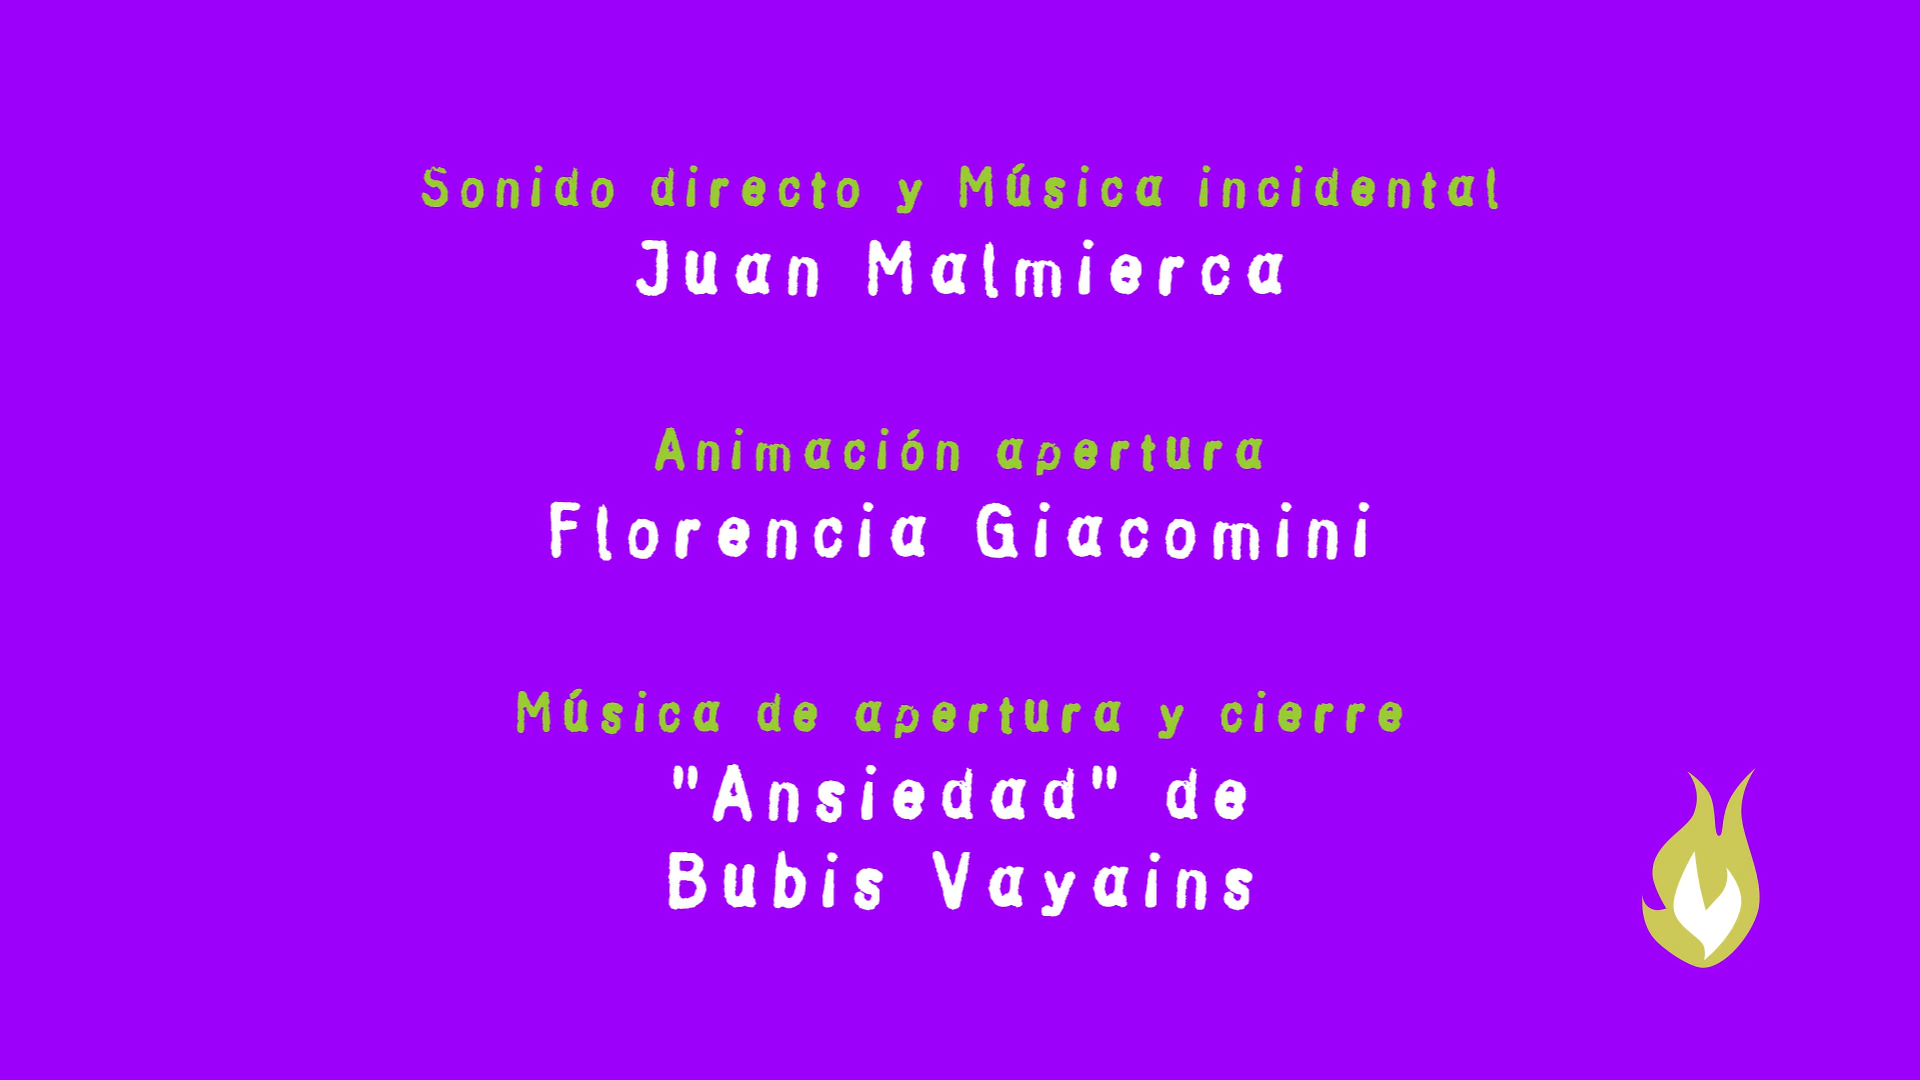 Sonido directo y Música incidental
Juan Malmierca
Animación apertura
Florencia Giacomini
Música de apertura y cierre
"Ansiedad" de
Bubis Vayains